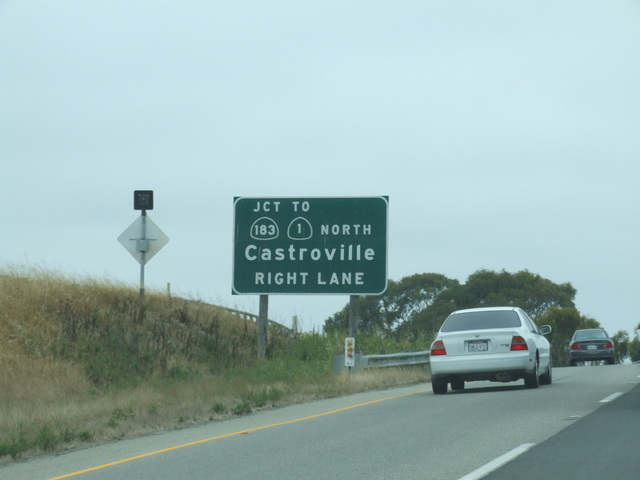 JCT TO
183 1 NORTH
Castroville
RIGHT LANE